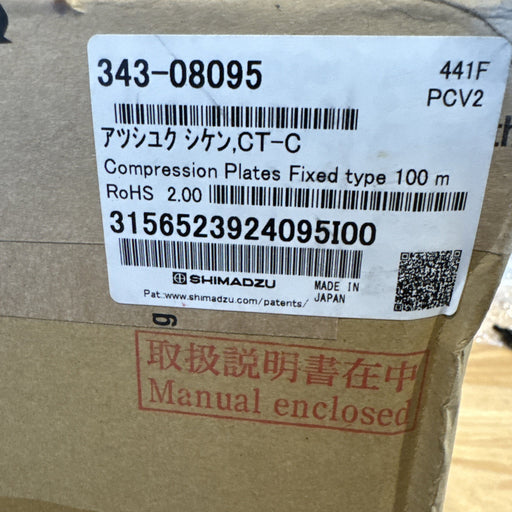 343-08095
441F
PCV2
アツシュク シケン,CT-C
Compression Plates Fixed type 100 m
RoHS 2.00
3156523924095I00
SHIMADZU
MADE IN
JAPAN
Pat.:www.shimadzu.com/patents/
取扱説明書在中
Manual enclosed